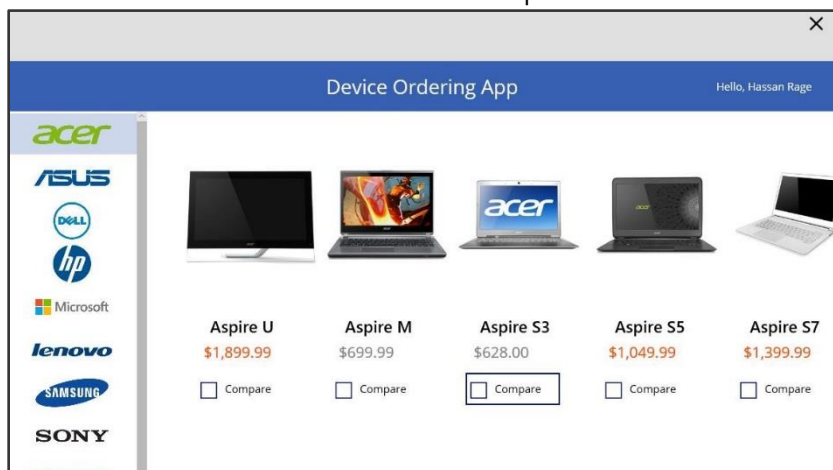 Device Ordering App
Hello, Hassan Rage
acer
ASUS
DELL
hp
Microsoft
lenovo
SAMSUNG
SONY
acer
acer
Aspire U
Aspire M
Aspire S3
Aspire S5
Aspire S7
$1,899.99
$699.99
$628.00
$1,049.99
$1,399.99
Compare
Compare
Compare
Compare
Compare